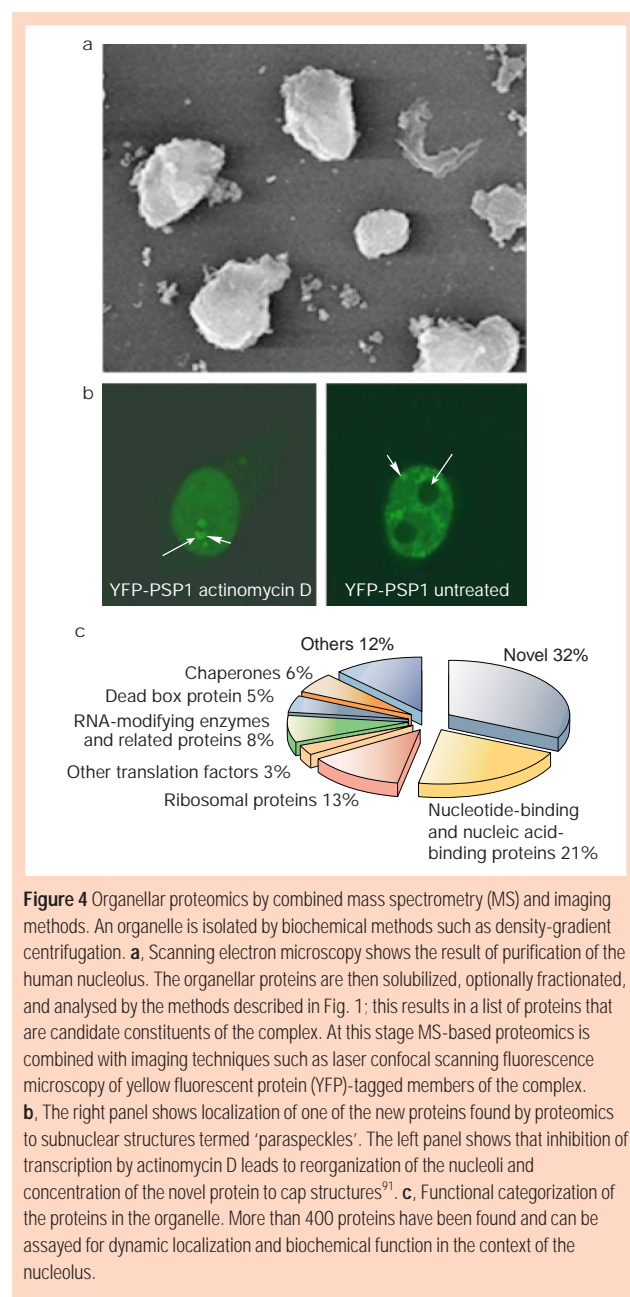 a
b
YFP-PSP1 actinomycin D
YFP-PSP1 untreated
c
Others 12%
Novel 32%
Chaperones 6%
Dead box protein 5%
RNA-modifying enzymes
and related proteins 8%
Other translation factors 3%
Ribosomal proteins 13%
Nucleotide-binding
and nucleic acid-
binding proteins 21%
Figure 4 Organellar proteomics by combined mass spectrometry (MS) and imaging
methods. An organelle is isolated by biochemical methods such as density-gradient
centrifugation. a, Scanning electron microscopy shows the result of purification of the
human nucleolus. The organellar proteins are then solubilized, optionally fractionated,
and analysed by the methods described in Fig. 1; this results in a list of proteins that
are candidate constituents of the complex. At this stage MS-based proteomics is
combined with imaging techniques such as laser confocal scanning fluorescence
microscopy of yellow fluorescent protein (YFP)-tagged members of the complex.
b, The right panel shows localization of one of the new proteins found by proteomics
to subnuclear structures termed 'paraspeckles'. The left panel shows that inhibition of
transcription by actinomycin D leads to reorganization of the nucleoli and
concentration of the novel protein to cap structures91. c, Functional categorization of
the proteins in the organelle. More than 400 proteins have been found and can be
assayed for dynamic localization and biochemical function in the context of the
nucleolus.